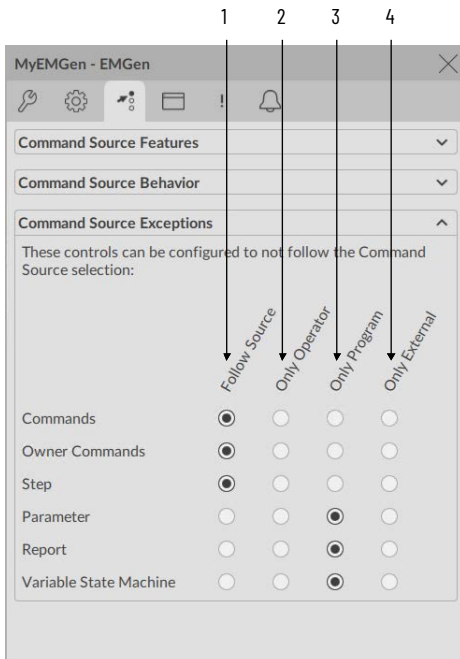 1 2 3 4
MyEMGen - EMGen
!
Command Source Features
Command Source Behavior
Command Source Exceptions
These controls can be configured to not follow the Command
Source selection:
Follow Source
Only Operator
Only Program
Only External
Commands
Owner Commands
Step
Parameter
Report
Variable State Machine